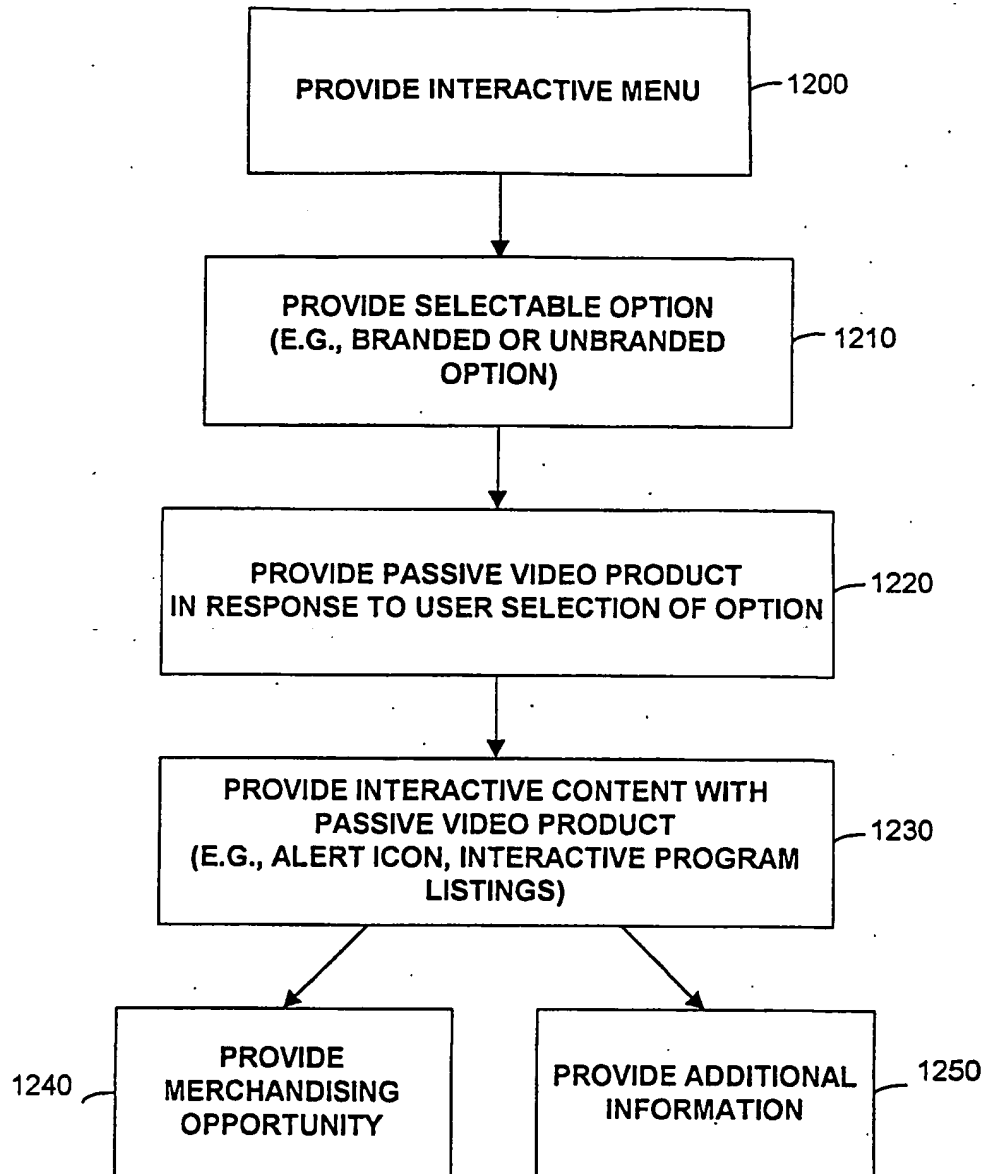 PROVIDE INTERACTIVE MENU
1200
PROVIDE SELECTABLE OPTION
(E.G., BRANDED OR UNBRANDED
OPTION)
1210
PROVIDE PASSIVE VIDEO PRODUCT
IN RESPONSE TO USER SELECTION OF OPTION
1220
PROVIDE INTERACTIVE CONTENT WITH
PASSIVE VIDEO PRODUCT
(E.G., ALERT ICON, INTERACTIVE PROGRAM
LISTINGS)
1230
1240
PROVIDE
MERCHANDISING
OPPORTUNITY
PROVIDE ADDITIONAL
INFORMATION
1250